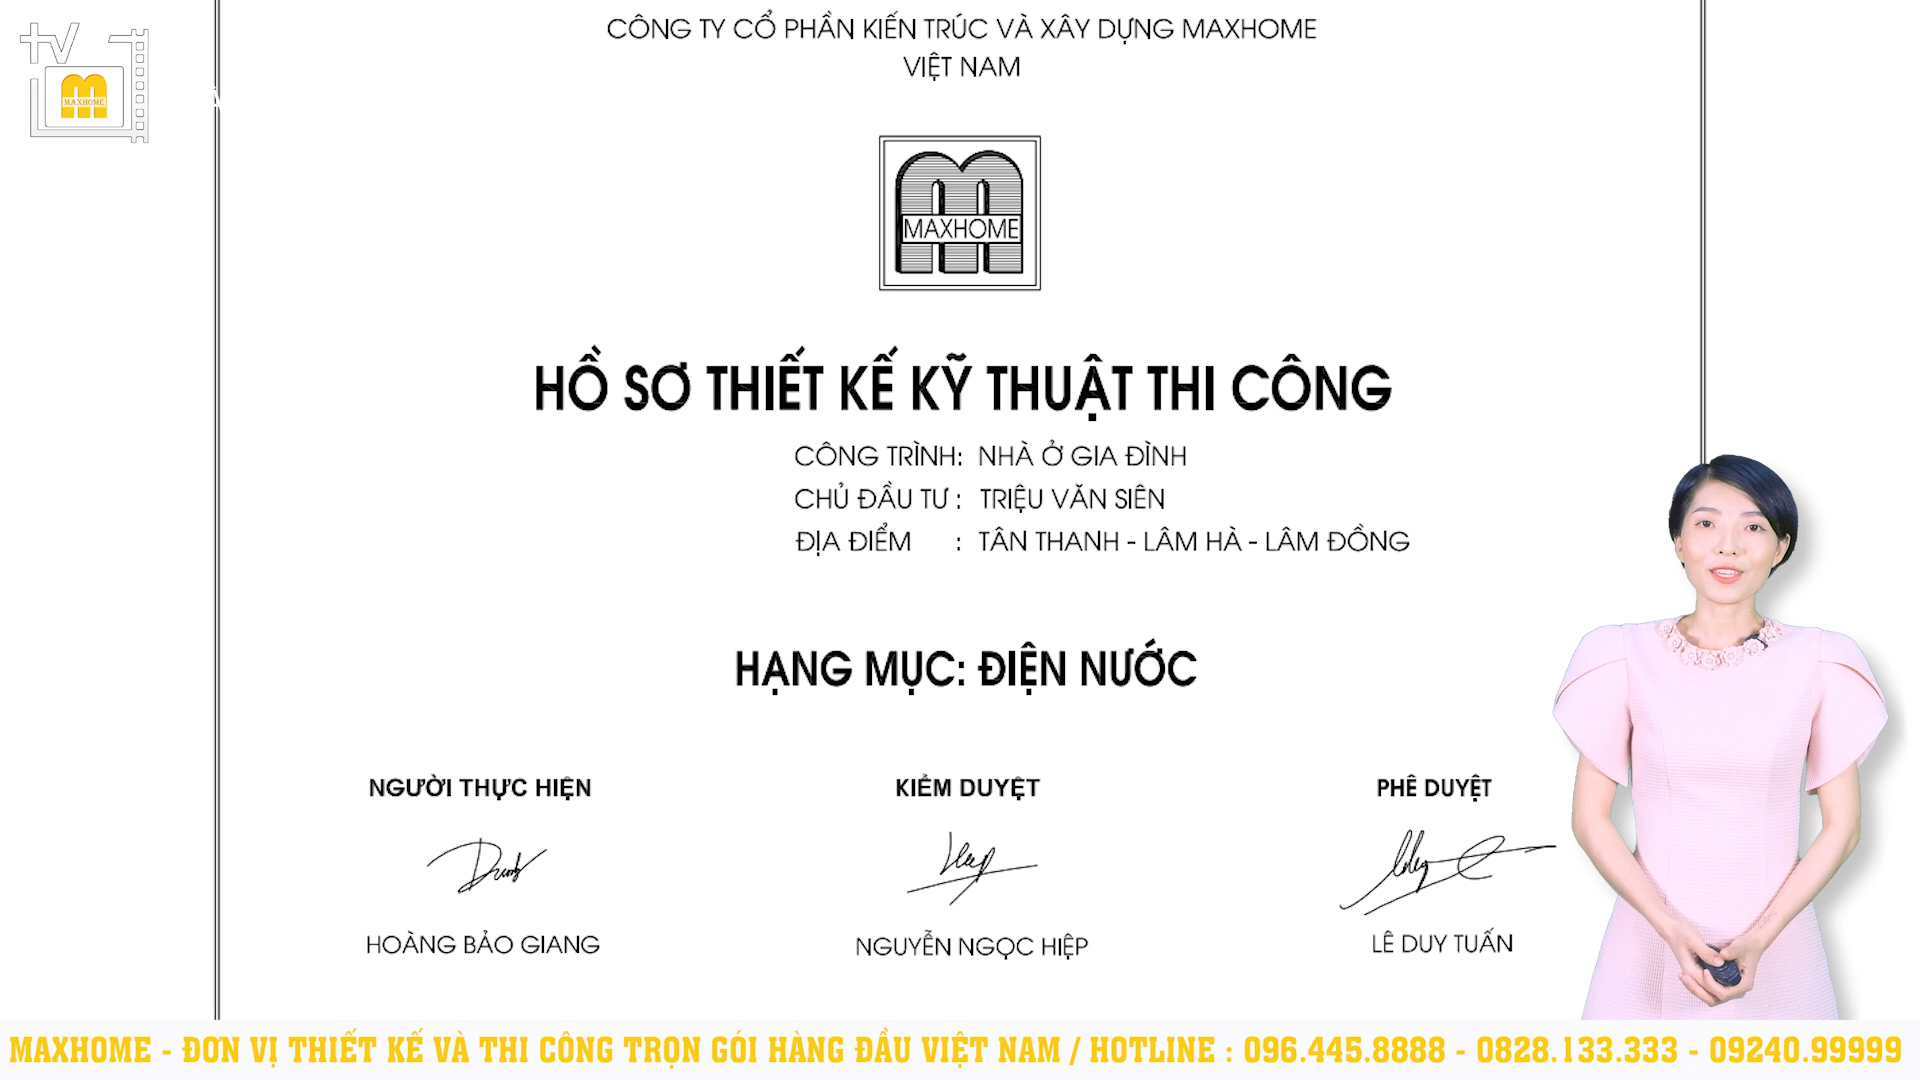 CÔNG TY CỔ PHẦN KIẾN TRÚC VÀ XÂY DỰNG MAXHOME
VIỆT NAM
tv
MAXHOME
MAXHOME
HỒ SƠ THIẾT KẾ KỸ THUẬT THI CÔNG
CÔNG TRÌNH: NHÀ Ở GIA ĐÌNH
CHỦ ĐẦU TƯ : TRIỆU VĂN SIÊN
ĐỊA ĐIỂM : TÂN THANH - LÂM HÀ - LÂM ĐỒNG
HẠNG MỤC: ĐIỆN NƯỚC
NGƯỜI THỰC HIỆN
KIỂM DUYỆT
PHÊ DUYỆT
HOÀNG BẢO GIANG
NGUYỄN NGỌC HIỆP
LÊ DUY TUẤN
MAXHOME - ĐƠN VỊ THIẾT KẾ VÀ THI CÔNG TRỌN GÓI HÀNG ĐẦU VIỆT NAM / HOTLINE : 096.445.8888 - 0828.133.333 - 09240.99999